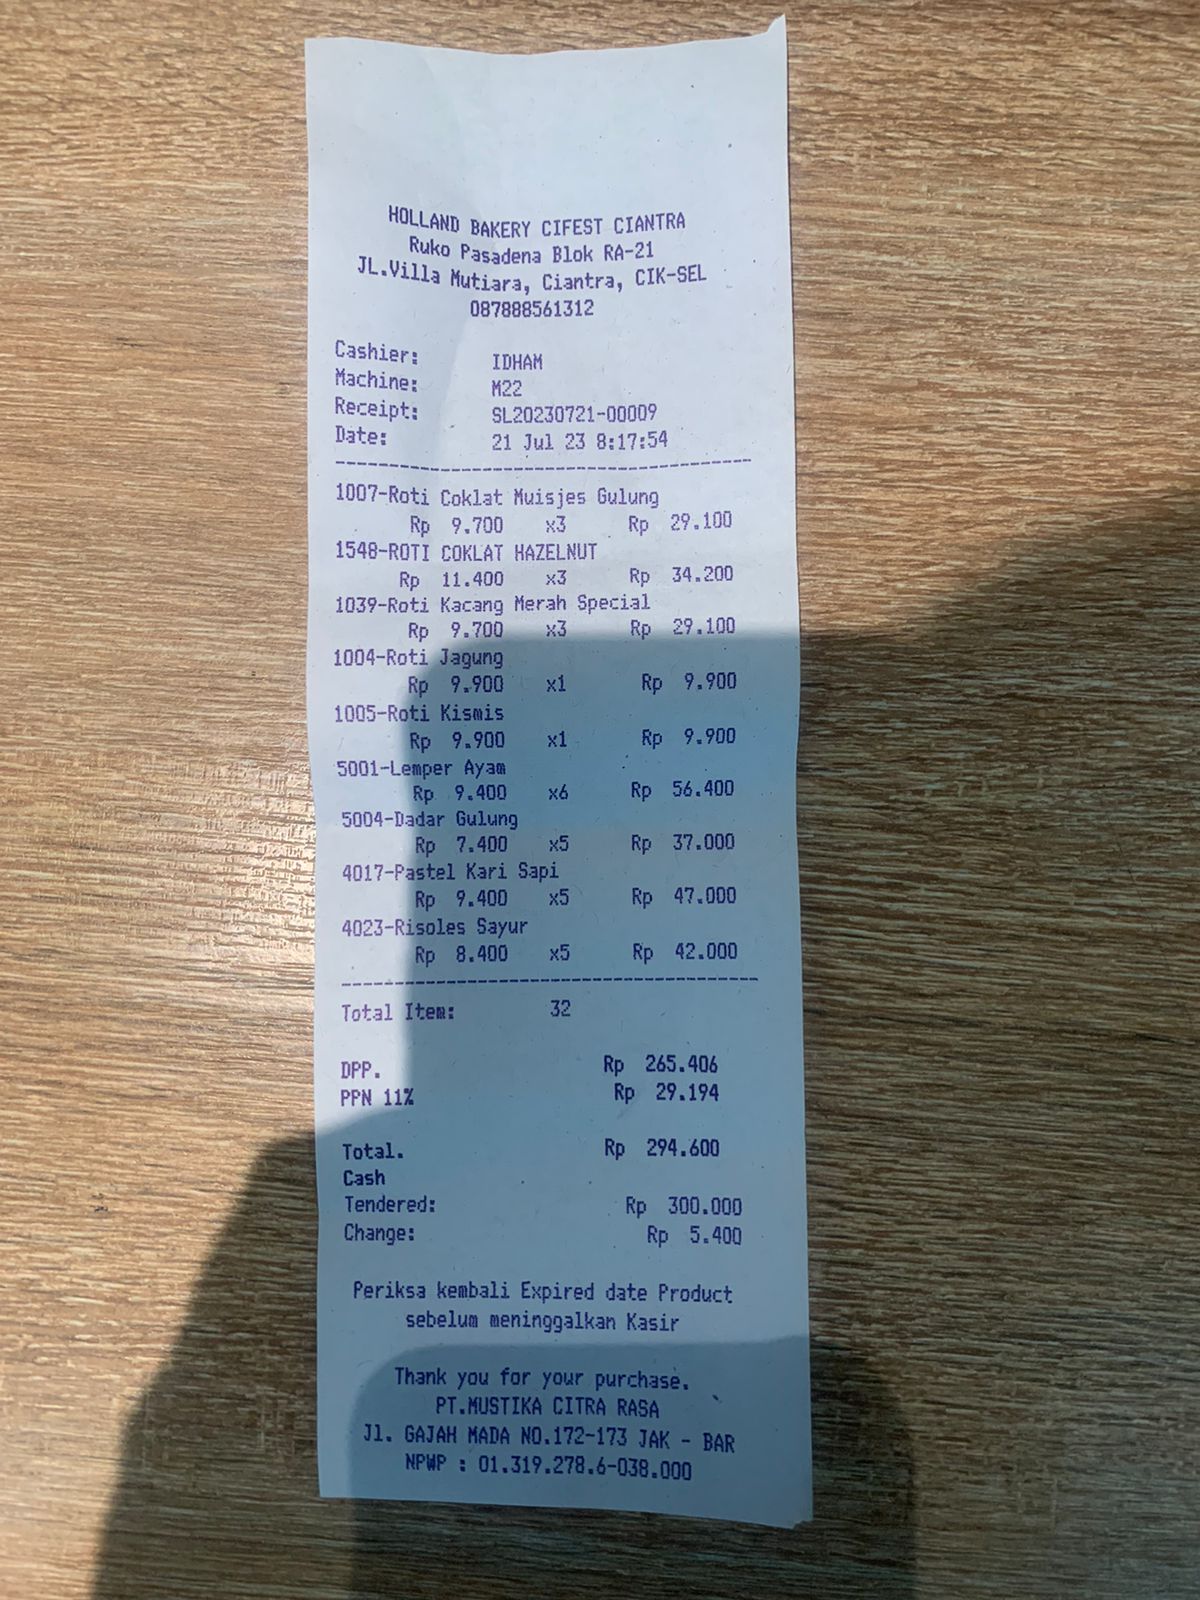 HOLLAND BAKERY CIFEST CIANTRA
Ruko Pasadena Blok RA-21
JL.Villa Mutiara, Ciantra, CIK-SEL
087888561312
Cashier: IDHAM
Machine: M22
Receipt: SL20230721-00009
Date: 21 Jul 23 8:17:54
----------------------------------------
1007-Roti Coklat Muisjes Gulung
Rp 9.700 x3 Rp 29.100
1548-ROTI COKLAT HAZELNUT
Rp 11.400 x3 Rp 34.200
1039-Roti Kacang Merah Special
Rp 9.700 x3 Rp 29.100
1004-Roti Jagung
Rp 9.900 x1 Rp 9.900
1005-Roti Kismis
Rp 9.900 x1 Rp 9.900
5001-Lemper Ayam
Rp 9.400 x6 Rp 56.400
5004-Dadar Gulung
Rp 7.400 x5 Rp 37.000
4017-Pastel Kari Sapi
Rp 9.400 x5 Rp 47.000
4023-Risoles Sayur
Rp 8.400 x5 Rp 42.000
----------------------------------------
Total Item: 32
DPP. Rp 265.406
PPN 11% Rp 29.194
Total. Rp 294.600
Cash
Tendered: Rp 300.000
Change: Rp 5.400
Periksa kembali Expired date Product
sebelum meninggalkan Kasir
Thank you for your purchase.
PT.MUSTIKA CITRA RASA
Jl. GAJAH MADA NO.172-173 JAK - BAR
NPWP : 01.319.278.6-038.000